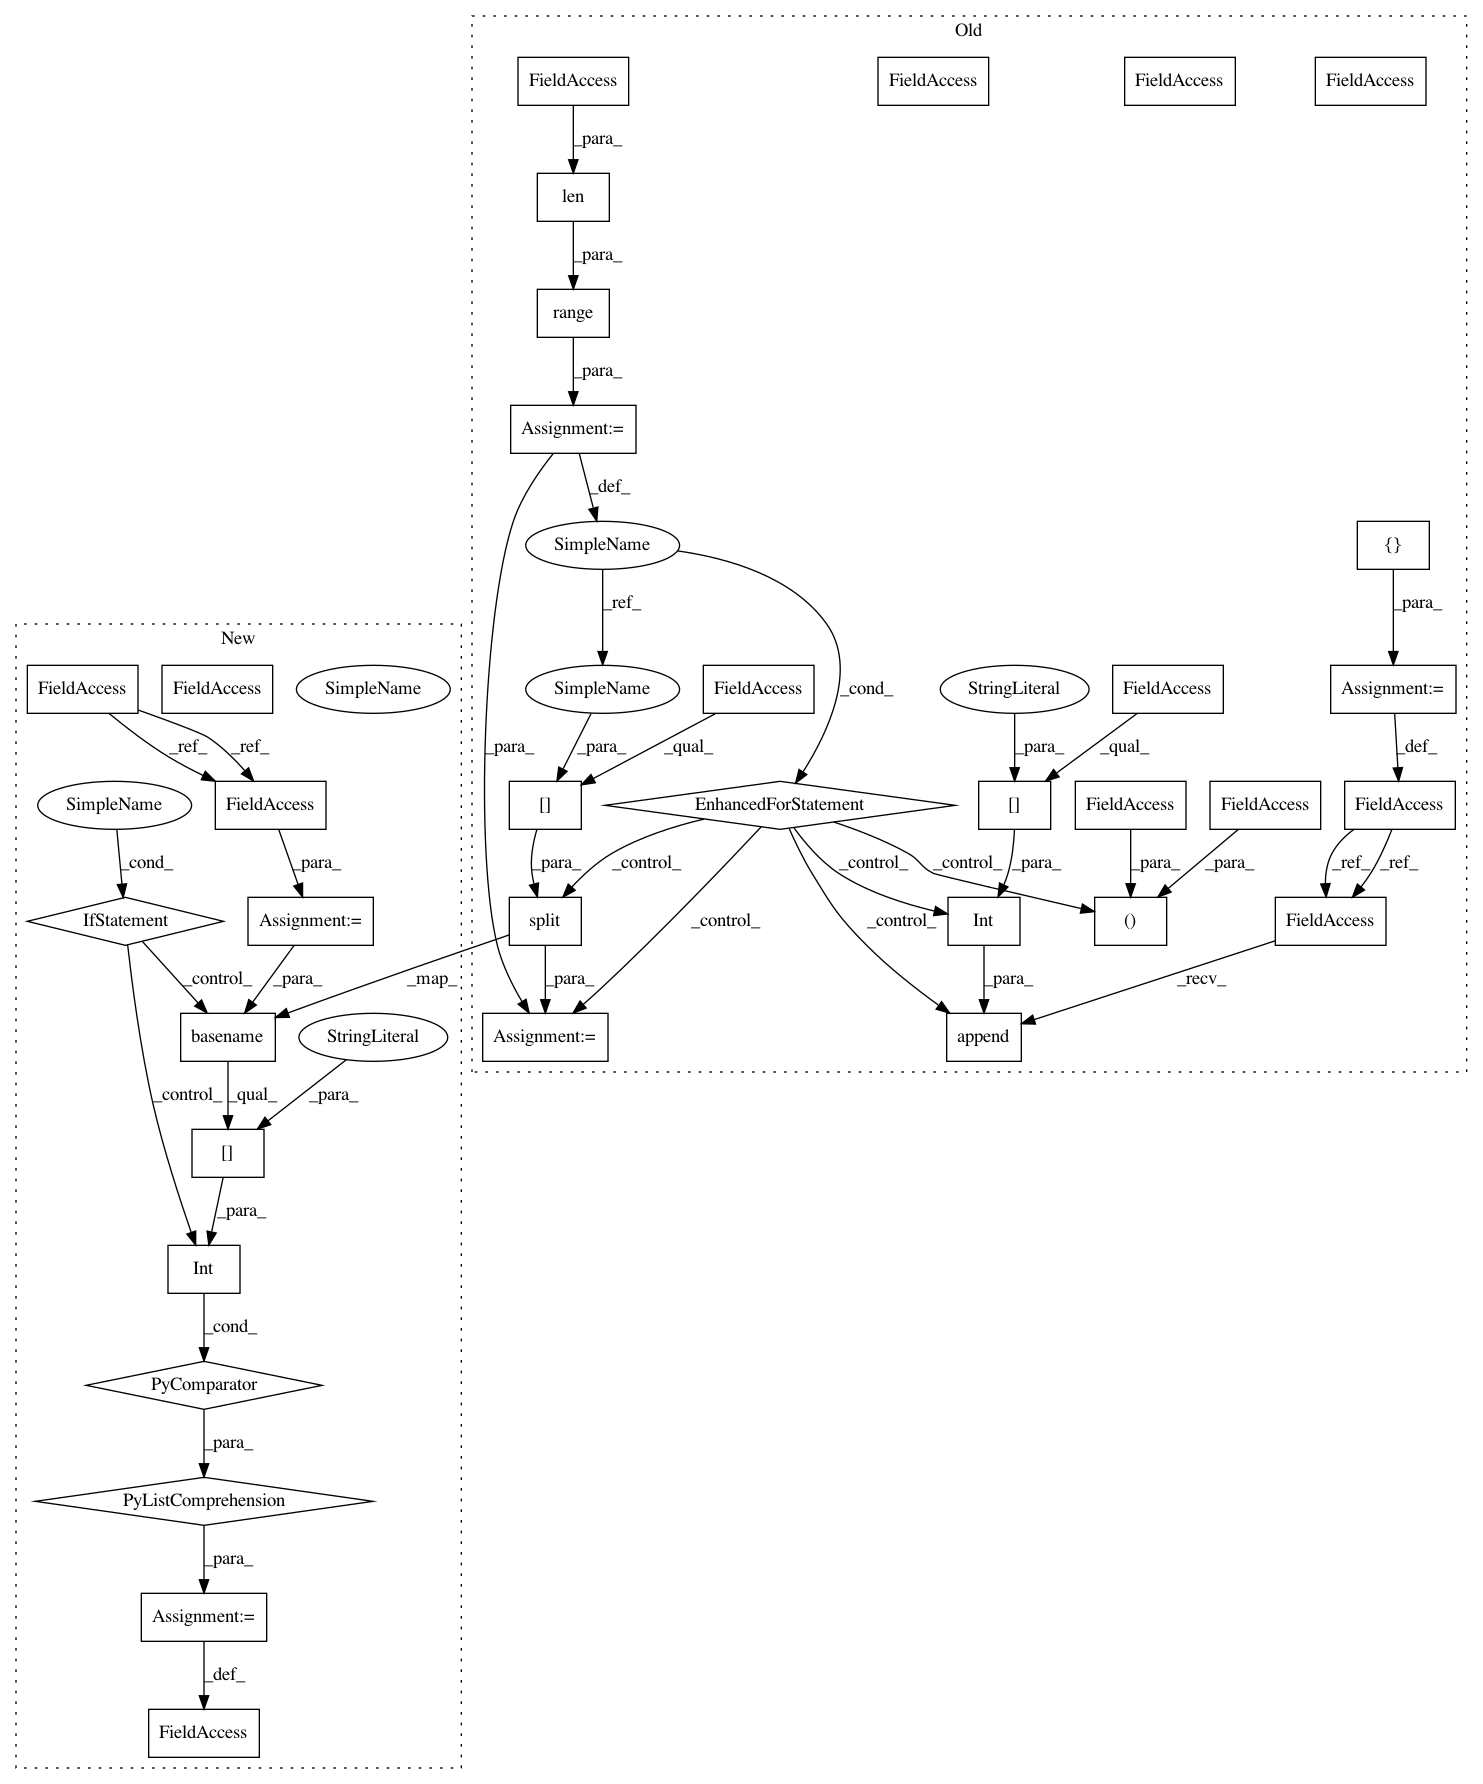 Old
FieldAccess
FieldAccess
FieldAccess
FieldAccess
_para_
len
_para_
range
_para_
Assignment:=
_def_
SimpleName
{}
_ref_
_cond_
_para_
New
FieldAccess
FieldAccess
SimpleName
SimpleName
FieldAccess
StringLiteral
FieldAccess
Assignment:=
_ref_
_ref_
_para_
_para_
_qual_
_para_
_qual_
_def_
SimpleName
FieldAccess
[]
EnhancedForStatement
[]
FieldAccess
FieldAccess
FieldAccess
_cond_
_para_
_para_
_control_
_control_
_control_
_para_
_para_
_para_
_ref_
_ref_
IfStatement
Assignment:=
split
Int
()
FieldAccess
_control_
_para_
_map_
_para_
_control_
_control_
_para_
_recv_
basename
StringLiteral
Assignment:=
append
_control_
_qual_
_para_
[]
_para_
Int
_cond_
PyComparator
_para_
PyListComprehension
_para_
Assignment:=
_def_
FieldAccess